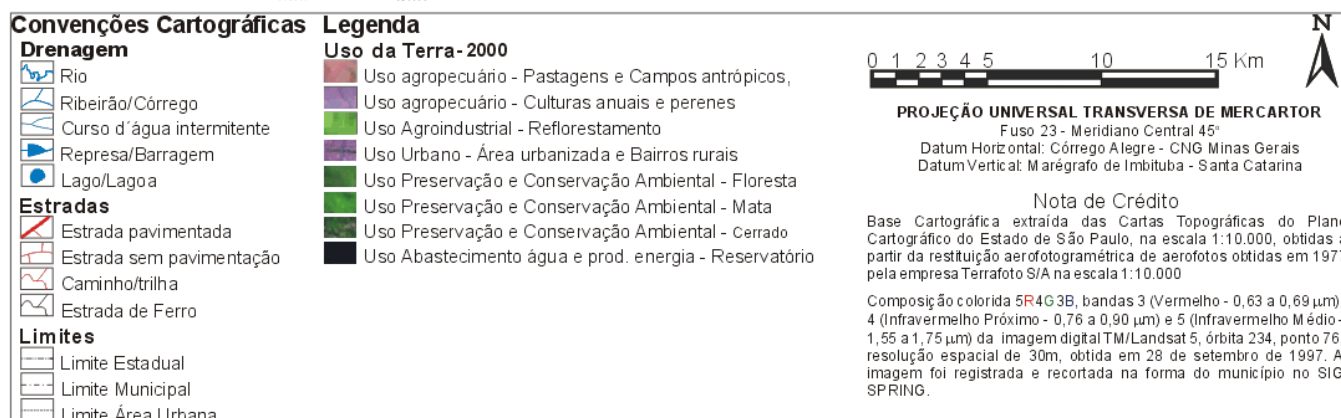 Convenções Cartográficas
Drenagem
Rio
Ribeirão/Córrego
Curso d´água intermitente
Represa/Barragem
Lago/Lagoa
Estradas
Estrada pavimentada
Estrada sem pavimentação
Caminho/trilha
Estrada de Ferro
Limites
Limite Estadual
Limite Municipal
Limite Área Urbana
Legenda
Uso da Terra-2000
Uso agropecuário - Pastagens e Campos antrópicos,
Uso agropecuário - Culturas anuais e perenes
Uso Agroindustrial - Reflorestamento
Uso Urbano - Área urbanizada e Bairros rurais
Uso Preservação e Conservação Ambiental - Floresta
Uso Preservação e Conservação Ambiental - Mata
Uso Preservação e Conservação Ambiental - Cerrado
Uso Abastecimento água e prod. energia - Reservatório
N
0 1 2 3 4 5 10 15 Km
PROJEÇÃO UNIVERSAL TRANSVERSA DE MERCARTOR
Fuso 23 - Meridiano Central 45°
Datum Horizontal: Córrego Alegre - CNG Minas Gerais
Datum Vertical: Marégrafo de Imbituba - Santa Catarina
Nota de Crédito
Base Cartográfica extraída das Cartas Topográficas do Plano
Cartográfico do Estado de São Paulo, na escala 1:10.000, obtidas a
partir da restituição aerofotogramétrica de aerofotos obtidas em 1977
pela empresa Terrafoto S/A na escala 1:10.000
Composição colorida 5R4G3B, bandas 3 (Vermelho - 0,63 a 0,69 µm)
4 (Infravermelho Próximo - 0,76 a 0,90 µm) e 5 (Infravermelho Médio -
1,55 a 1,75 µm) da imagem digital TM/Landsat 5, órbita 234, ponto 76
resolução espacial de 30m, obtida em 28 de setembro de 1997. A
imagem foi registrada e recortada na forma do município no SIG
SPRING.